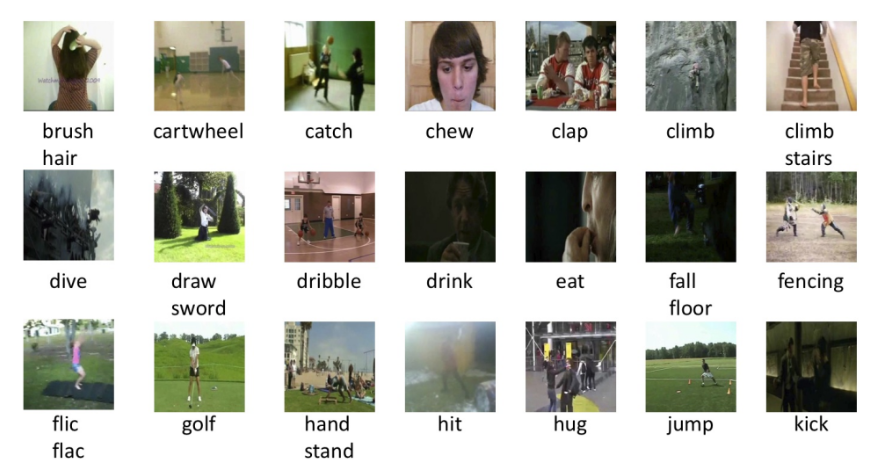 brush
hair
cartwheel
catch
chew
clap
climb
climb
stairs
dive
draw
sword
dribble
drink
eat
fall
floor
fencing
flic
flac
golf
hand
stand
hit
hug
jump
kick